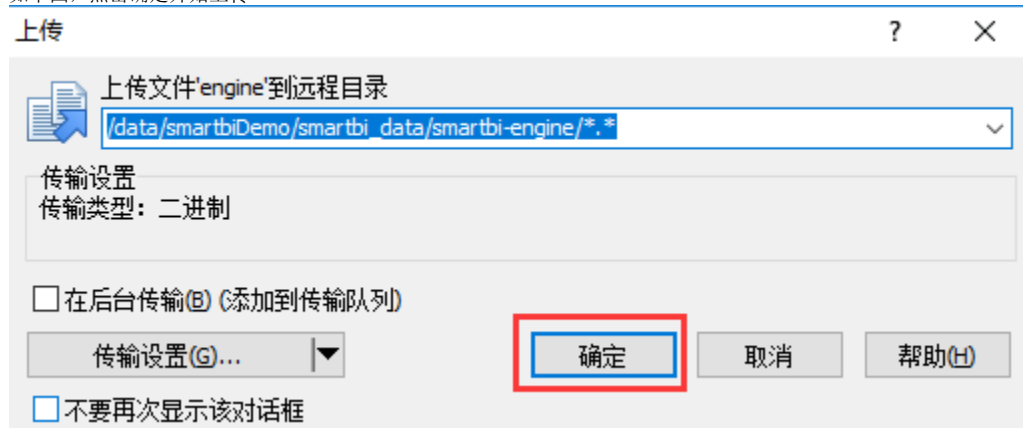 上传
?
上传文件'engine'到远程目录
/data/smartbiDemo/smartbi_data/smartbi-engine/*.*
传输设置
传输类型：二进制
在后台传输(B) (添加到传输队列)
传输设置(G)...
确定
取消
帮助(H)
不要再次显示该对话框